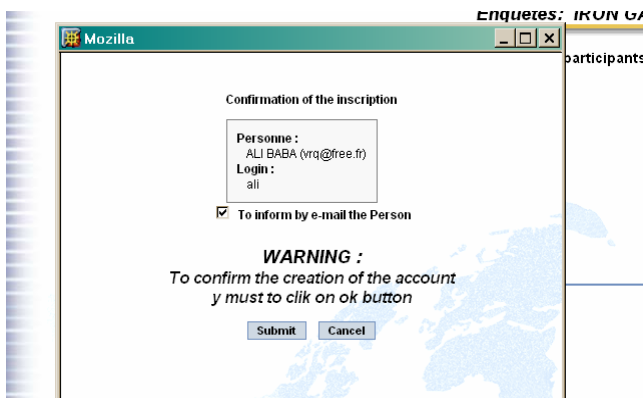 Enquetes: IRON GA
Mozilla
participants
Confirmation of the inscription
Personne :
ALI BABA (vrq@free.fr)
Login :
ali
To inform by e-mail the Person
WARNING :
To confirm the creation of the account
y must to clik on ok button
Submit Cancel